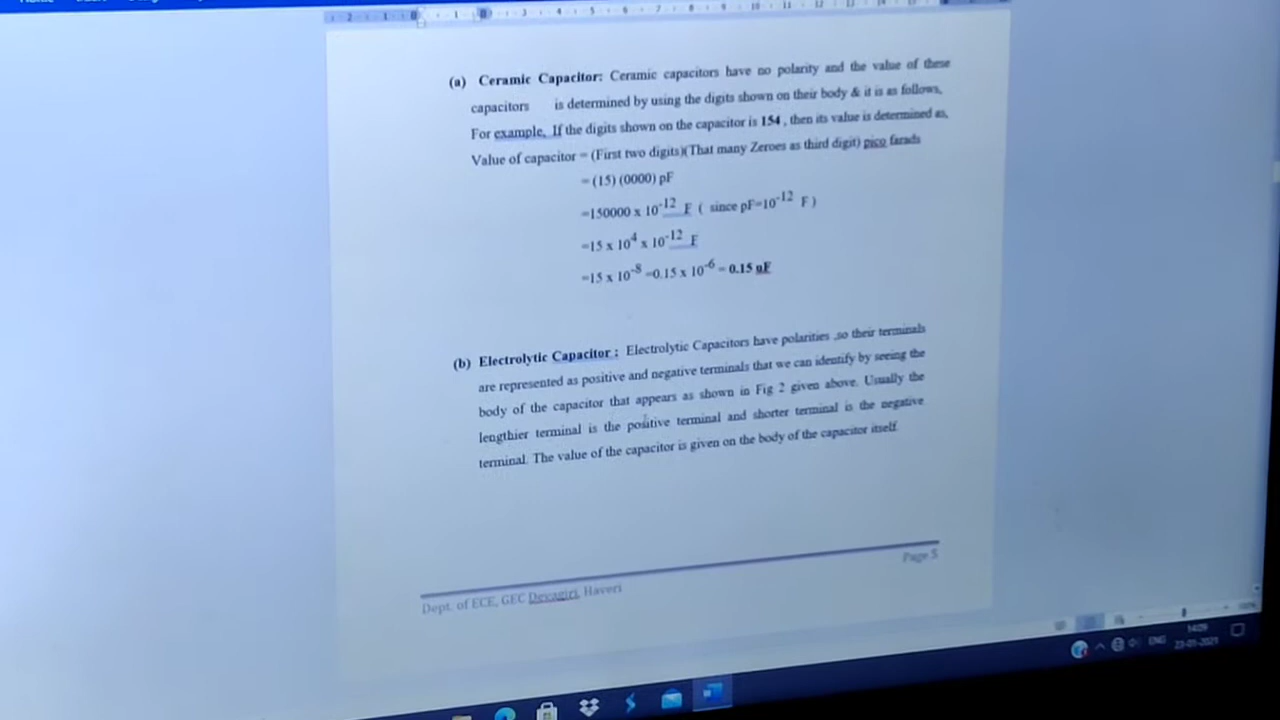 (a) Ceramic Capacitor: Ceramic capacitors have no polarity and the value of these
capacitors is determined by using the digits shown on their body & it is as follows,
For example, If the digits shown on the capacitor is 154 , then its value is determined as,
Value of capacitor = (First two digits)(That many Zeroes as third digit) pico farads
= (15) (0000) pF
=150000 x 10-12 F ( since pF=10-12 F )
=15 x 104 x 10-12 F
=15 x 10-8 =0.15 x 10-6 = 0.15 uF
(b) Electrolytic Capacitor : Electrolytic Capacitors have polarities ,so their terminals
are represented as positive and negative terminals that we can identify by seeing the
body of the capacitor that appears as shown in Fig 2 given above. Usually the
lengthier terminal is the positive terminal and shorter terminal is the negative
terminal. The value of the capacitor is given on the body of the capacitor itself.
Page 5
Dept. of ECE, GEC Devagiri, Haveri
ENG
14:09
23-01-2021